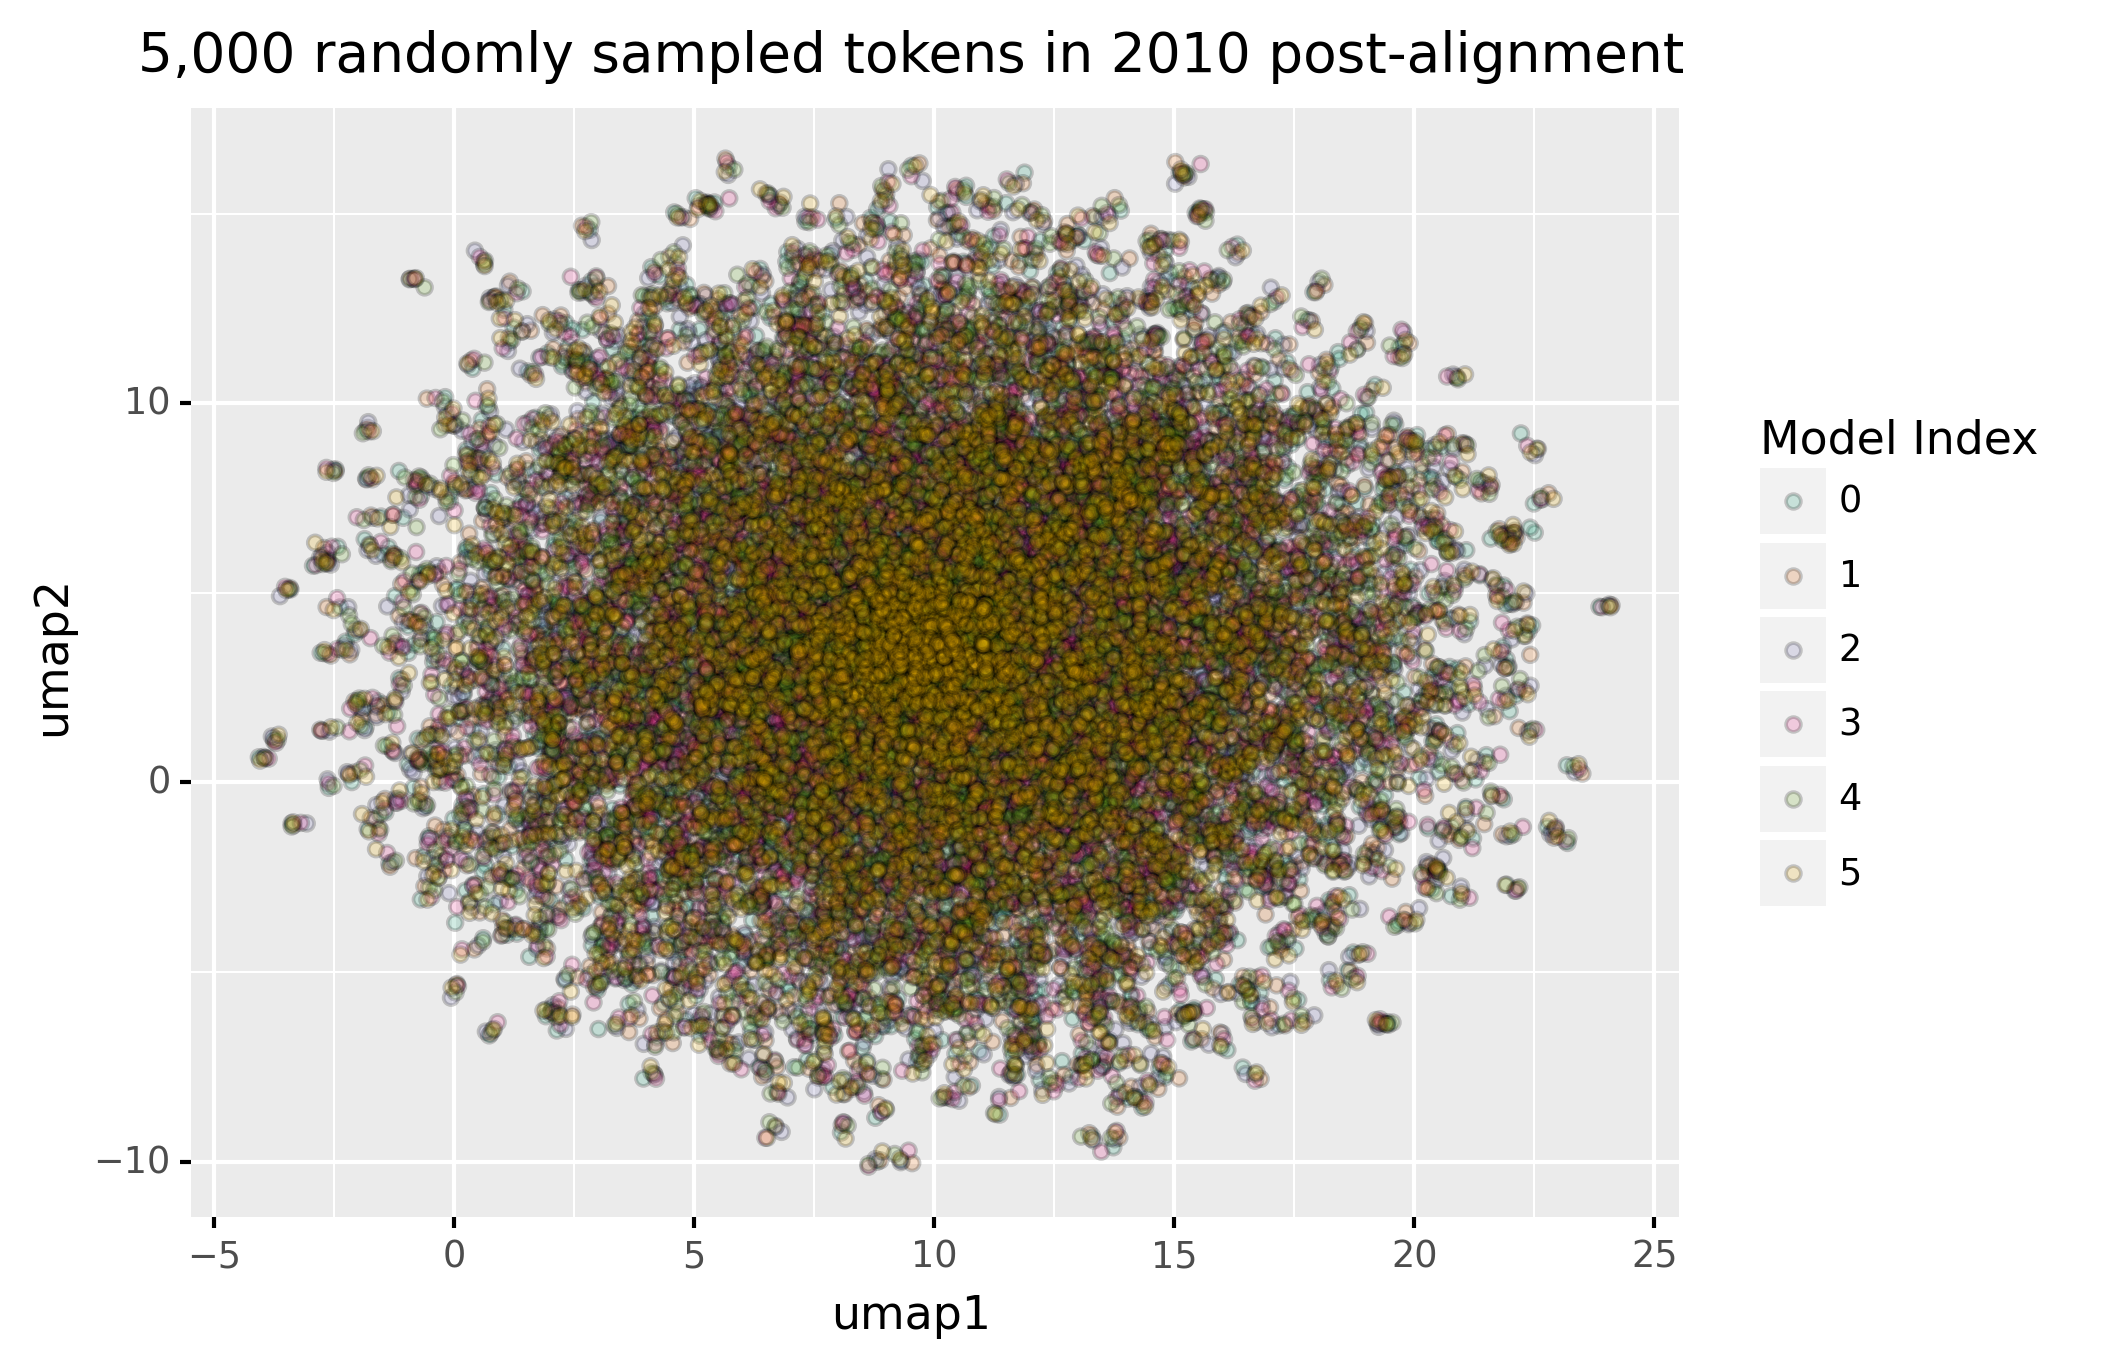 5,000 randomly sampled tokens in 2010 post-alignment
umap2
10
0
−10
−5 0 5 10 15 20 25
umap1
Model Index
0
1
2
3
4
5